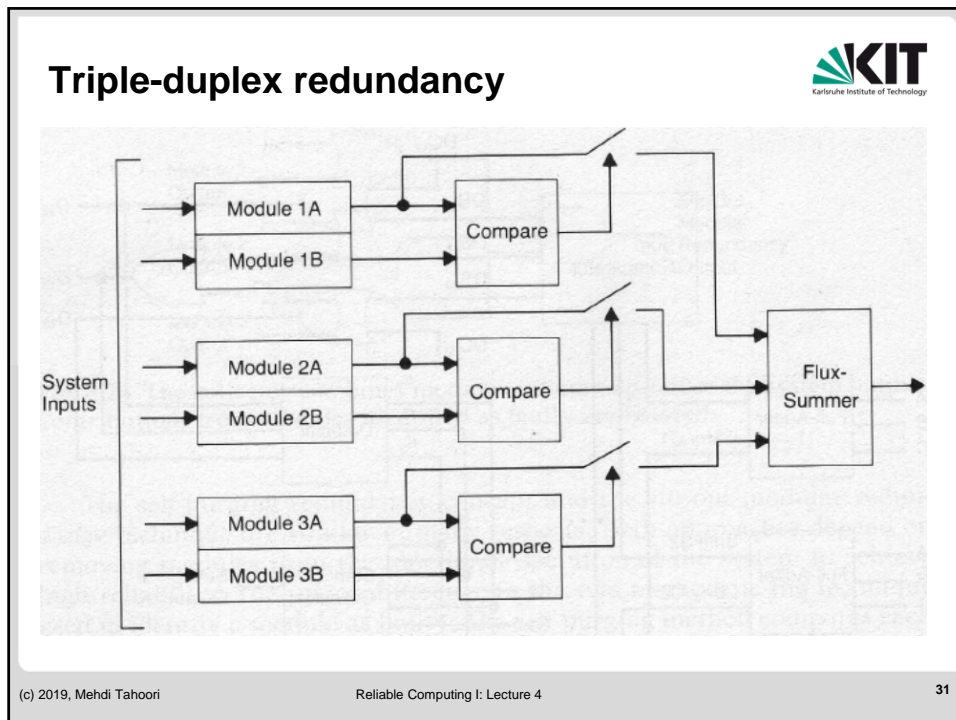 Triple-duplex redundancy
KIT
Karlsruhe Institute of Technology
Module 1A
Module 1B
Compare
Module 2A
Module 2B
Compare
System
Inputs
Flux-
Summer
Module 3A
Module 3B
Compare
(c) 2019, Mehdi Tahoori
Reliable Computing I: Lecture 4
31